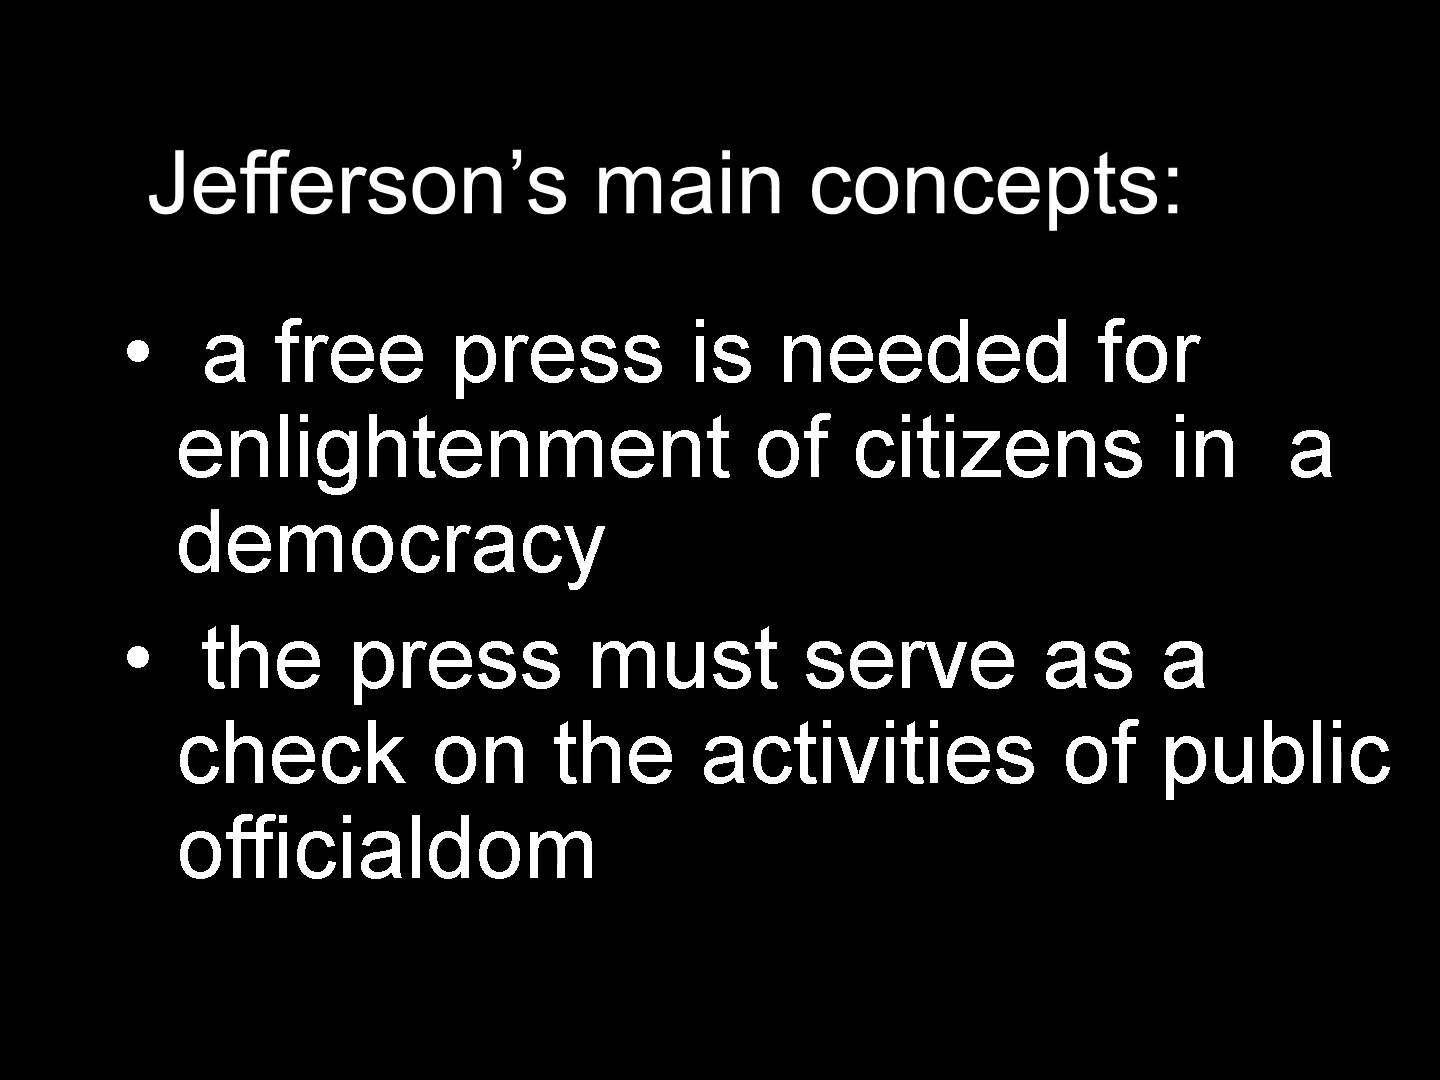 Jefferson’s main concepts:
• a free press is needed for
enlightenment of citizens in  a
democracy
• the press must serve as a
check on the activities of public
officialdom